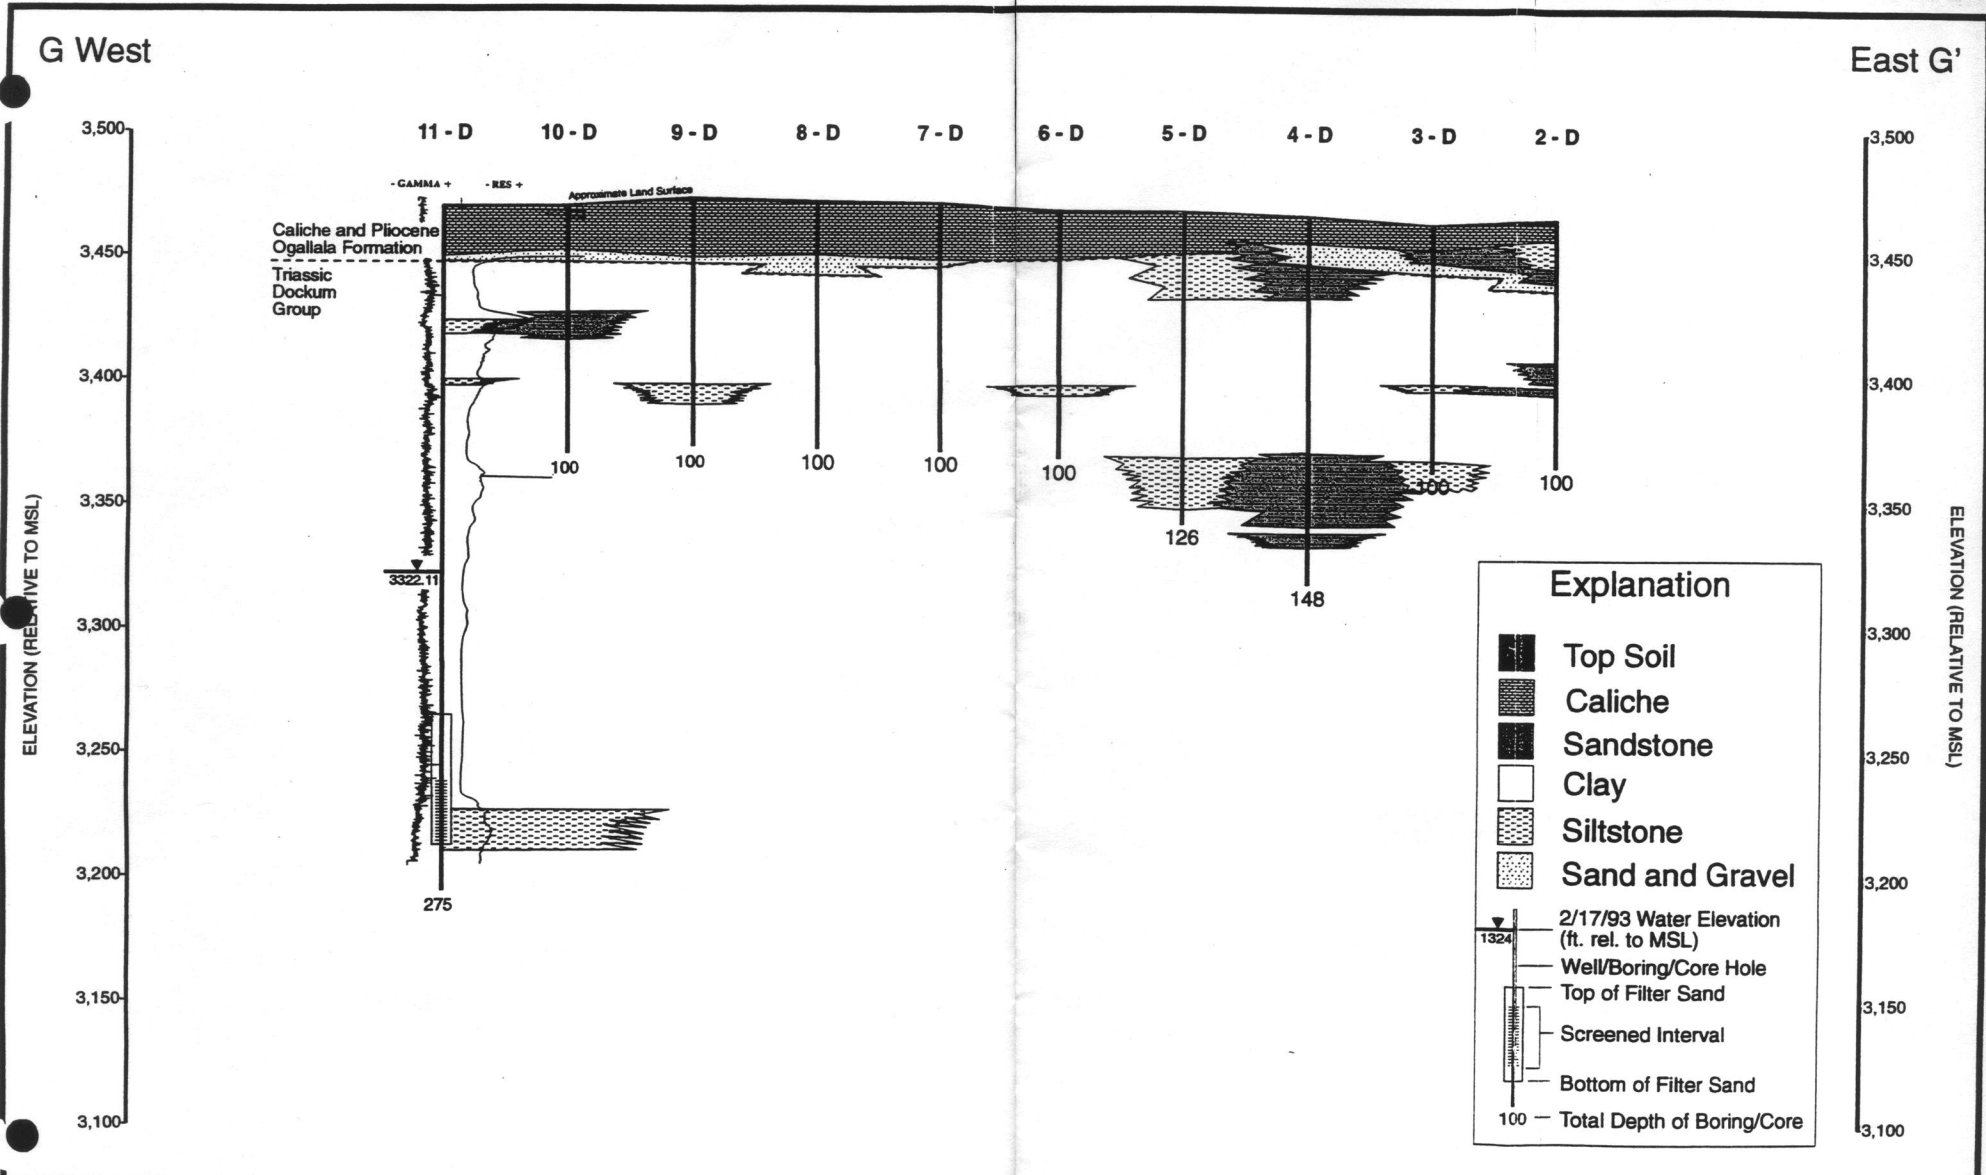 G West
East G'
11 - D
10 - D
9 - D
8 - D
7 - D
6 - D
5 - D
4 - D
3 - D
2 - D
- GAMMA +
- RES +
Approximate Land Surface
Caliche and Pliocene
Ogallala Formation
Triassic
Dockum
Group
3,500
3,450
3,400
3,350
3,300
3,250
3,200
3,150
3,100
ELEVATION (RELATIVE TO MSL)
3322.11
275
100
100
100
100
100
126
148
100
100
3,500
3,450
3,400
3,350
3,300
3,250
3,200
3,150
3,100
ELEVATION (RELATIVE TO MSL)
Explanation
Top Soil
Caliche
Sandstone
Clay
Siltstone
Sand and Gravel
1324
2/17/93 Water Elevation
(ft. rel. to MSL)
Well/Boring/Core Hole
Top of Filter Sand
Screened Interval
Bottom of Filter Sand
100
Total Depth of Boring/Core